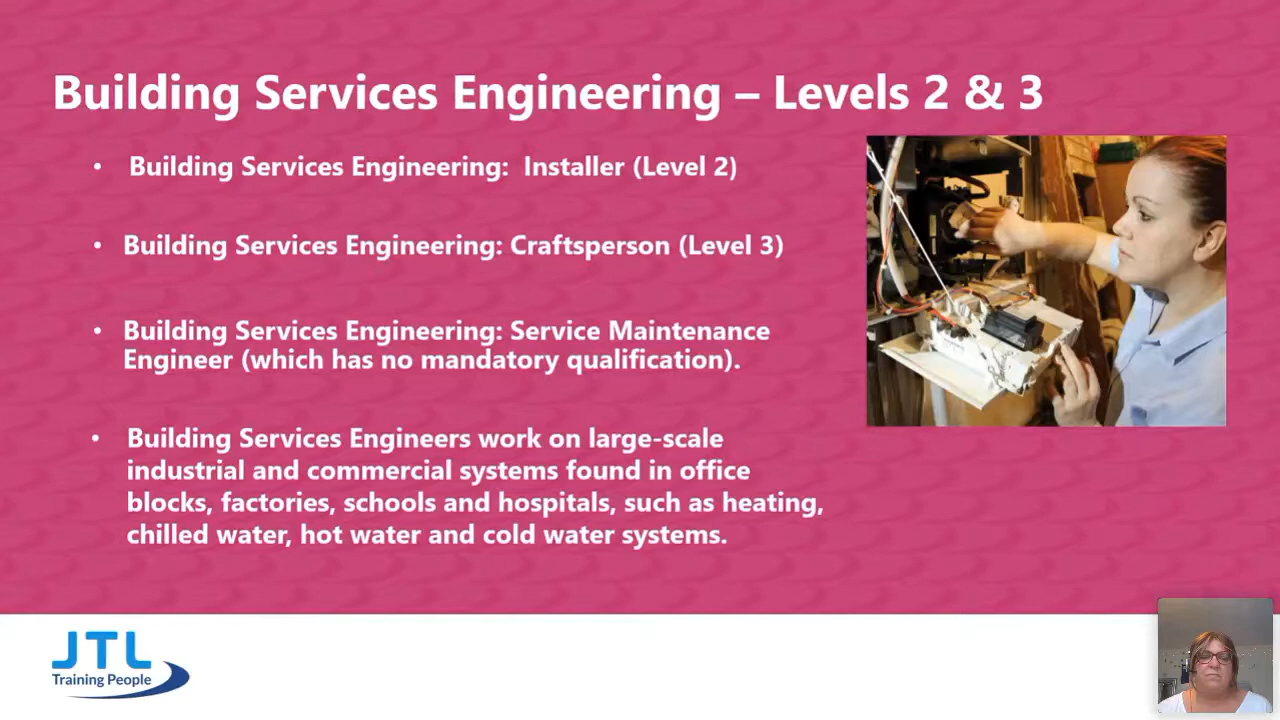 Building Services Engineering – Levels 2 & 3
• Building Services Engineering: Installer (Level 2)
• Building Services Engineering: Craftsperson (Level 3)
• Building Services Engineering: Service Maintenance
Engineer (which has no mandatory qualification).
• Building Services Engineers work on large-scale
industrial and commercial systems found in office
blocks, factories, schools and hospitals, such as heating,
chilled water, hot water and cold water systems.
JTL
Training People